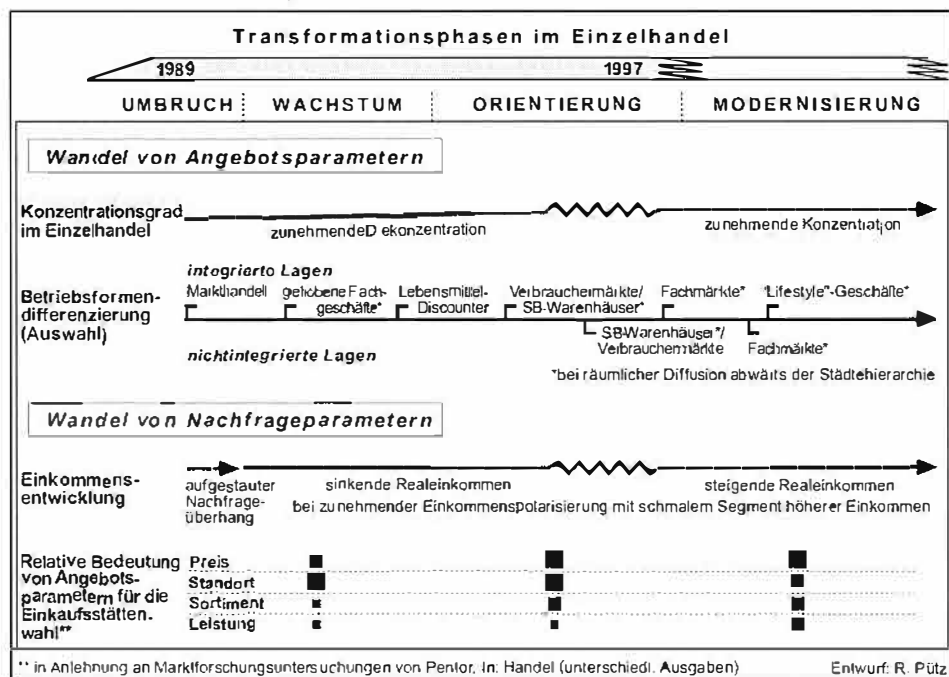 Transformationsphasen im Einzelhandel
1989 1997
UMBRUCH WACHSTUM ORIENTIERUNG MODERNISIERUNG
Wandel von Angebotsparametern
Konzentrationsgrad
im Einzelhandel
zunehmendeD ekonzentration
zunehmende Konzentration
Betriebsformen-
differenzierung
(Auswahl)
integrierte Lagen
Markthandell
gehobene Fach-
geschäfte*
Lebensmittel-
Discounter
Verbrauchermärkte/
SB-Warenhäuser*
Fachmärkte*
"Lifestyle"-Geschäfte*
SB-Warenhäuser*/
Verbrauchermärkte
Fachmärkte*
nichtintegrierte Lagen
*bei räumlicher Diffusion abwärts der Städtehierarchie
Wandel von Nachfrageparametern
Einkommens-
entwicklung
aufgestauter
Nachfrage-
überhang
sinkende Realeinkommen
steigende Realeinkommen
bei zunehmender Einkommenspolarisierung mit schmalem Segment höherer Einkommen
Relative Bedeutung
von Angebots-
parametern für die
Einkaufsstätten
wahl**
Preis
Standort
Sortiment
Leistung
** in Anlehnung an Marktforschungsuntersuchungen von Pentor, In: Handel (unterschiedl. Ausgaben)
Entwurf: R. Pütz